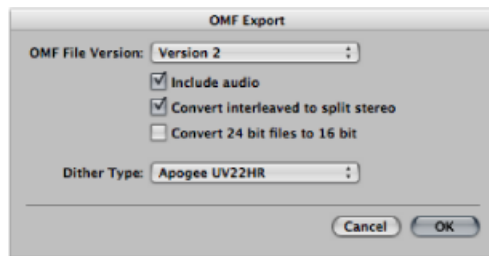 OMF Export
OMF File Version: Version 2
Include audio
Convert interleaved to split stereo
Convert 24 bit files to 16 bit
Dither Type: Apogee UV22HR
Cancel OK